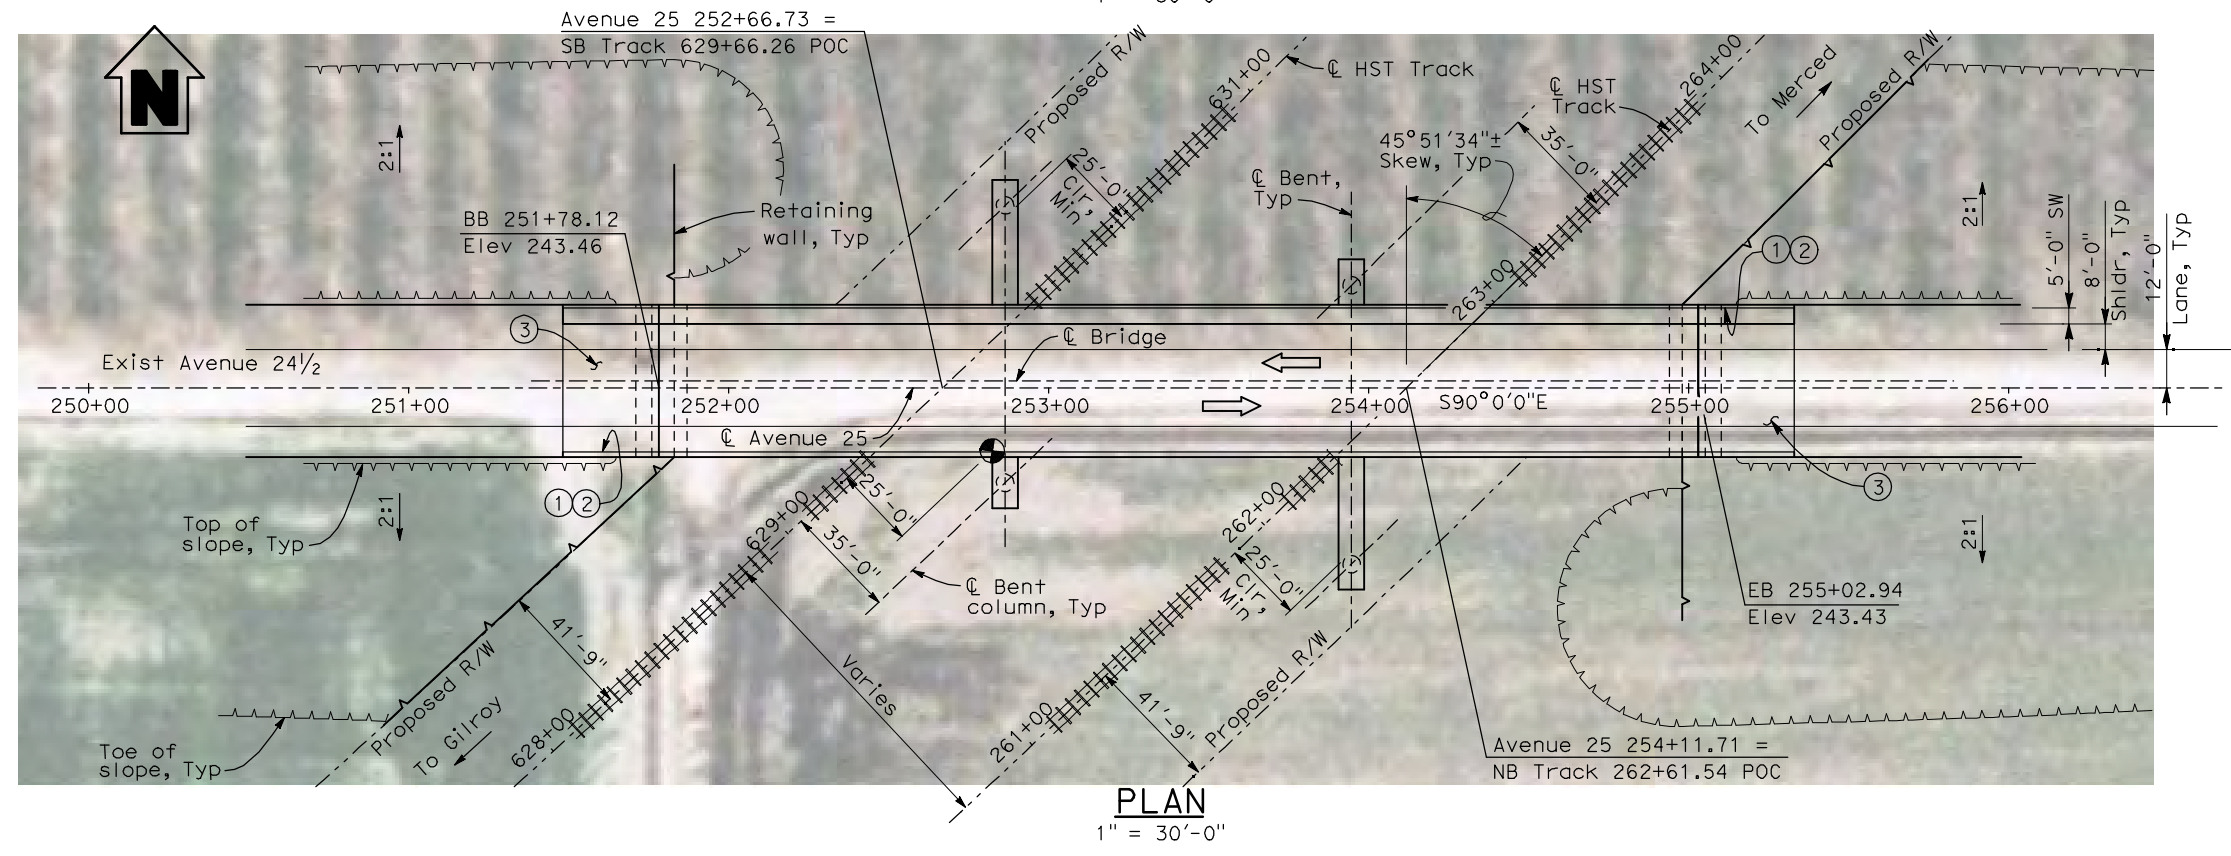 Avenue 25 252+66.73 =
SB Track 629+66.26 POC
N
Proposed R/W
631+00
℄ HST Track
℄ HST
Track
264+00
To Merced
Proposed R/W
2:1
25'-0"
Clr,
Min
45°51'34"±
Skew, Typ
35'-0"
℄ Bent,
Typ
BB 251+78.12
Elev 243.46
Retaining
wall, Typ
2:1
5'-0" SW
8'-0"
Shldr, Typ
12'-0"
Lane, Typ
1 2
263+00
3
℄ Bridge
Exist Avenue 24½
250+00
251+00
252+00
253+00
254+00
S90°0'0"E
255+00
256+00
℄ Avenue 25
1 2
3
Top of
slope, Typ
2:1
629+00
25'-0"
35'-0"
262+00
25'-0"
Clr,
Min
2:1
℄ Bent
column, Typ
EB 255+02.94
Elev 243.43
41'-9"
Varies
Proposed R/W
To Gilroy
628+00
261+00
41'-9"
Proposed R/W
Toe of
slope, Typ
Avenue 25 254+11.71 =
NB Track 262+61.54 POC
PLAN
1" = 30'-0"